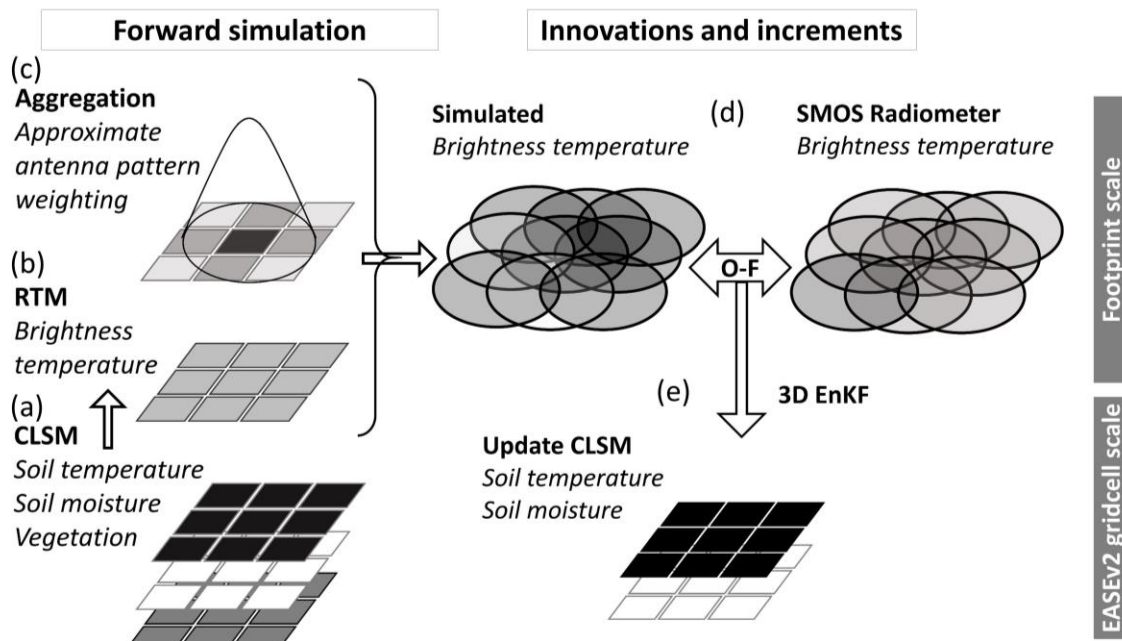 Forward simulation
Innovations and increments
(c)
Aggregation
Approximate
antenna pattern
weighting
(b)
RTM
Brightness
temperature
(a)
CLSM
Soil temperature
Soil moisture
Vegetation
Simulated
Brightness temperature
(d)
SMOS Radiometer
Brightness temperature
O-F
(e)
3D EnKF
Update CLSM
Soil temperature
Soil moisture
Footprint scale
EASEv2 gridcell scale